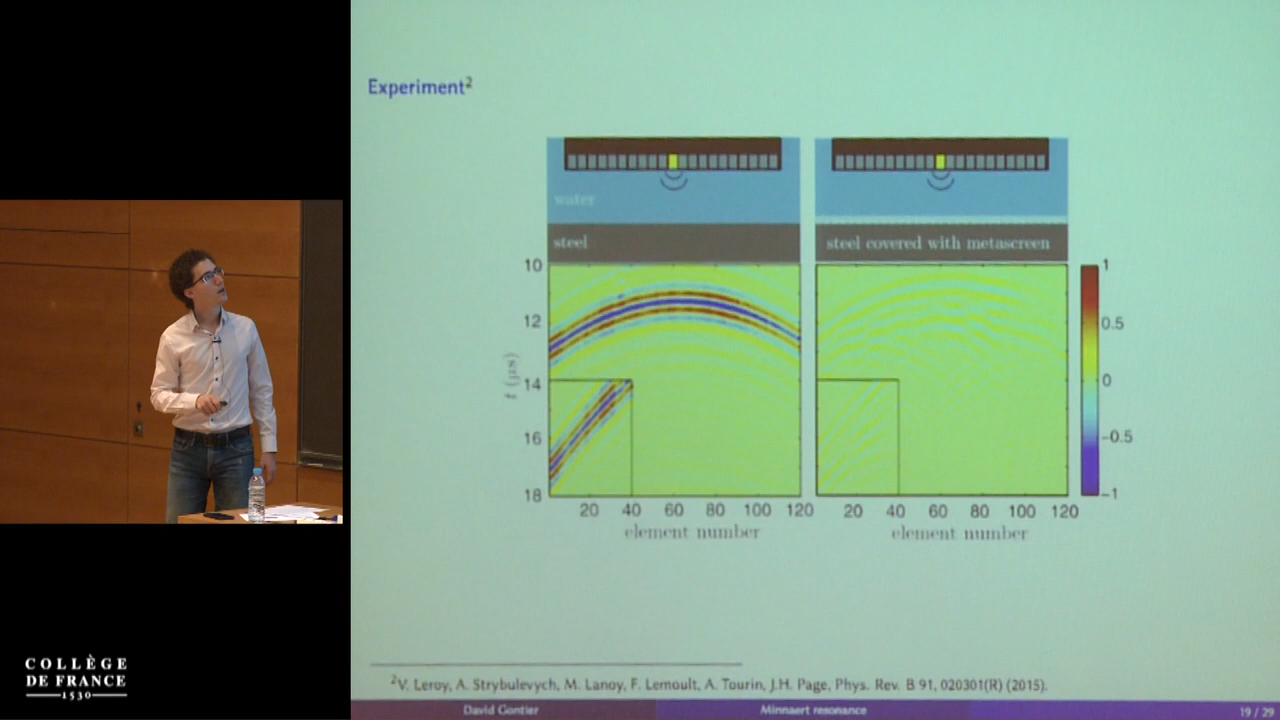 Experiment²
water
steel
steel covered with metascreen
10
12
14
16
18
t (μs)
20 40 60 80 100 120
element number
20 40 60 80 100 120
element number
1
0.5
0
−0.5
−1
²V. Leroy, A. Strybulevych, M. Lanoy, F. Lemoult, A. Tourin, J.H. Page, Phys. Rev. B 91, 020301(R) (2015).
David Gontier
Minnaert resonance
19 / 29
COLLÈGE
DE FRANCE
1530